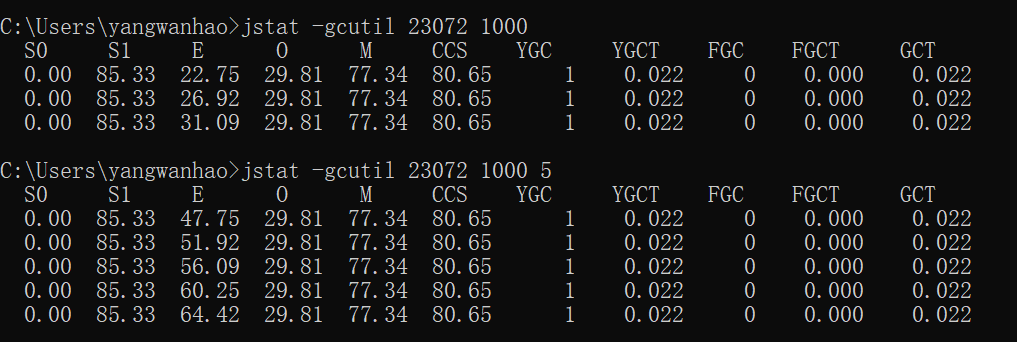 C:\Users\yangwanhao>jstat -gcutil 23072 1000
S0 S1 E O M CCS YGC YGCT FGC FGCT GCT
0.00 85.33 22.75 29.81 77.34 80.65 1 0.022 0 0.000 0.022
0.00 85.33 26.92 29.81 77.34 80.65 1 0.022 0 0.000 0.022
0.00 85.33 31.09 29.81 77.34 80.65 1 0.022 0 0.000 0.022
C:\Users\yangwanhao>jstat -gcutil 23072 1000 5
S0 S1 E O M CCS YGC YGCT FGC FGCT GCT
0.00 85.33 47.75 29.81 77.34 80.65 1 0.022 0 0.000 0.022
0.00 85.33 51.92 29.81 77.34 80.65 1 0.022 0 0.000 0.022
0.00 85.33 56.09 29.81 77.34 80.65 1 0.022 0 0.000 0.022
0.00 85.33 60.25 29.81 77.34 80.65 1 0.022 0 0.000 0.022
0.00 85.33 64.42 29.81 77.34 80.65 1 0.022 0 0.000 0.022